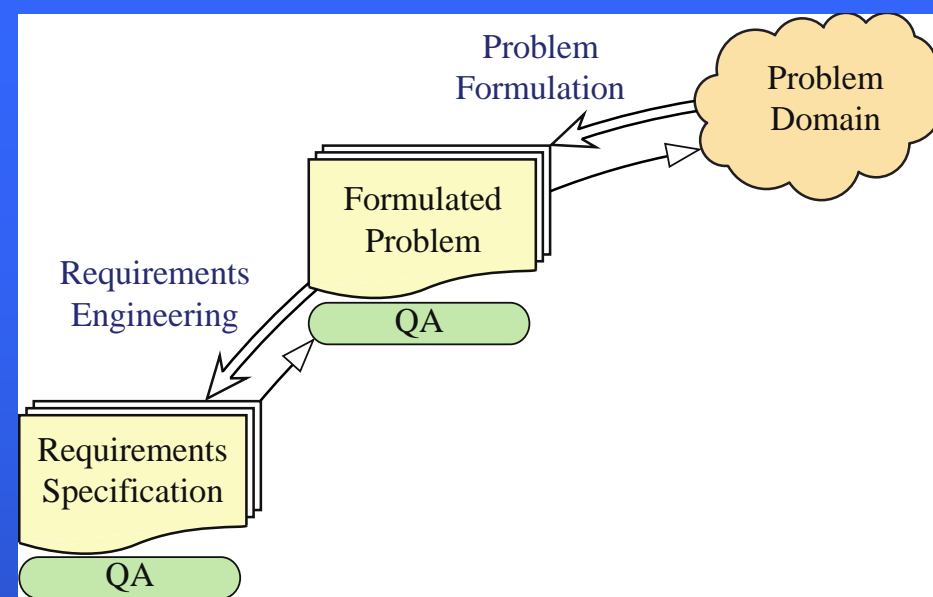 Problem
Formulation
Problem
Domain
Formulated
Problem
QA
Requirements
Engineering
Requirements
Specification
QA